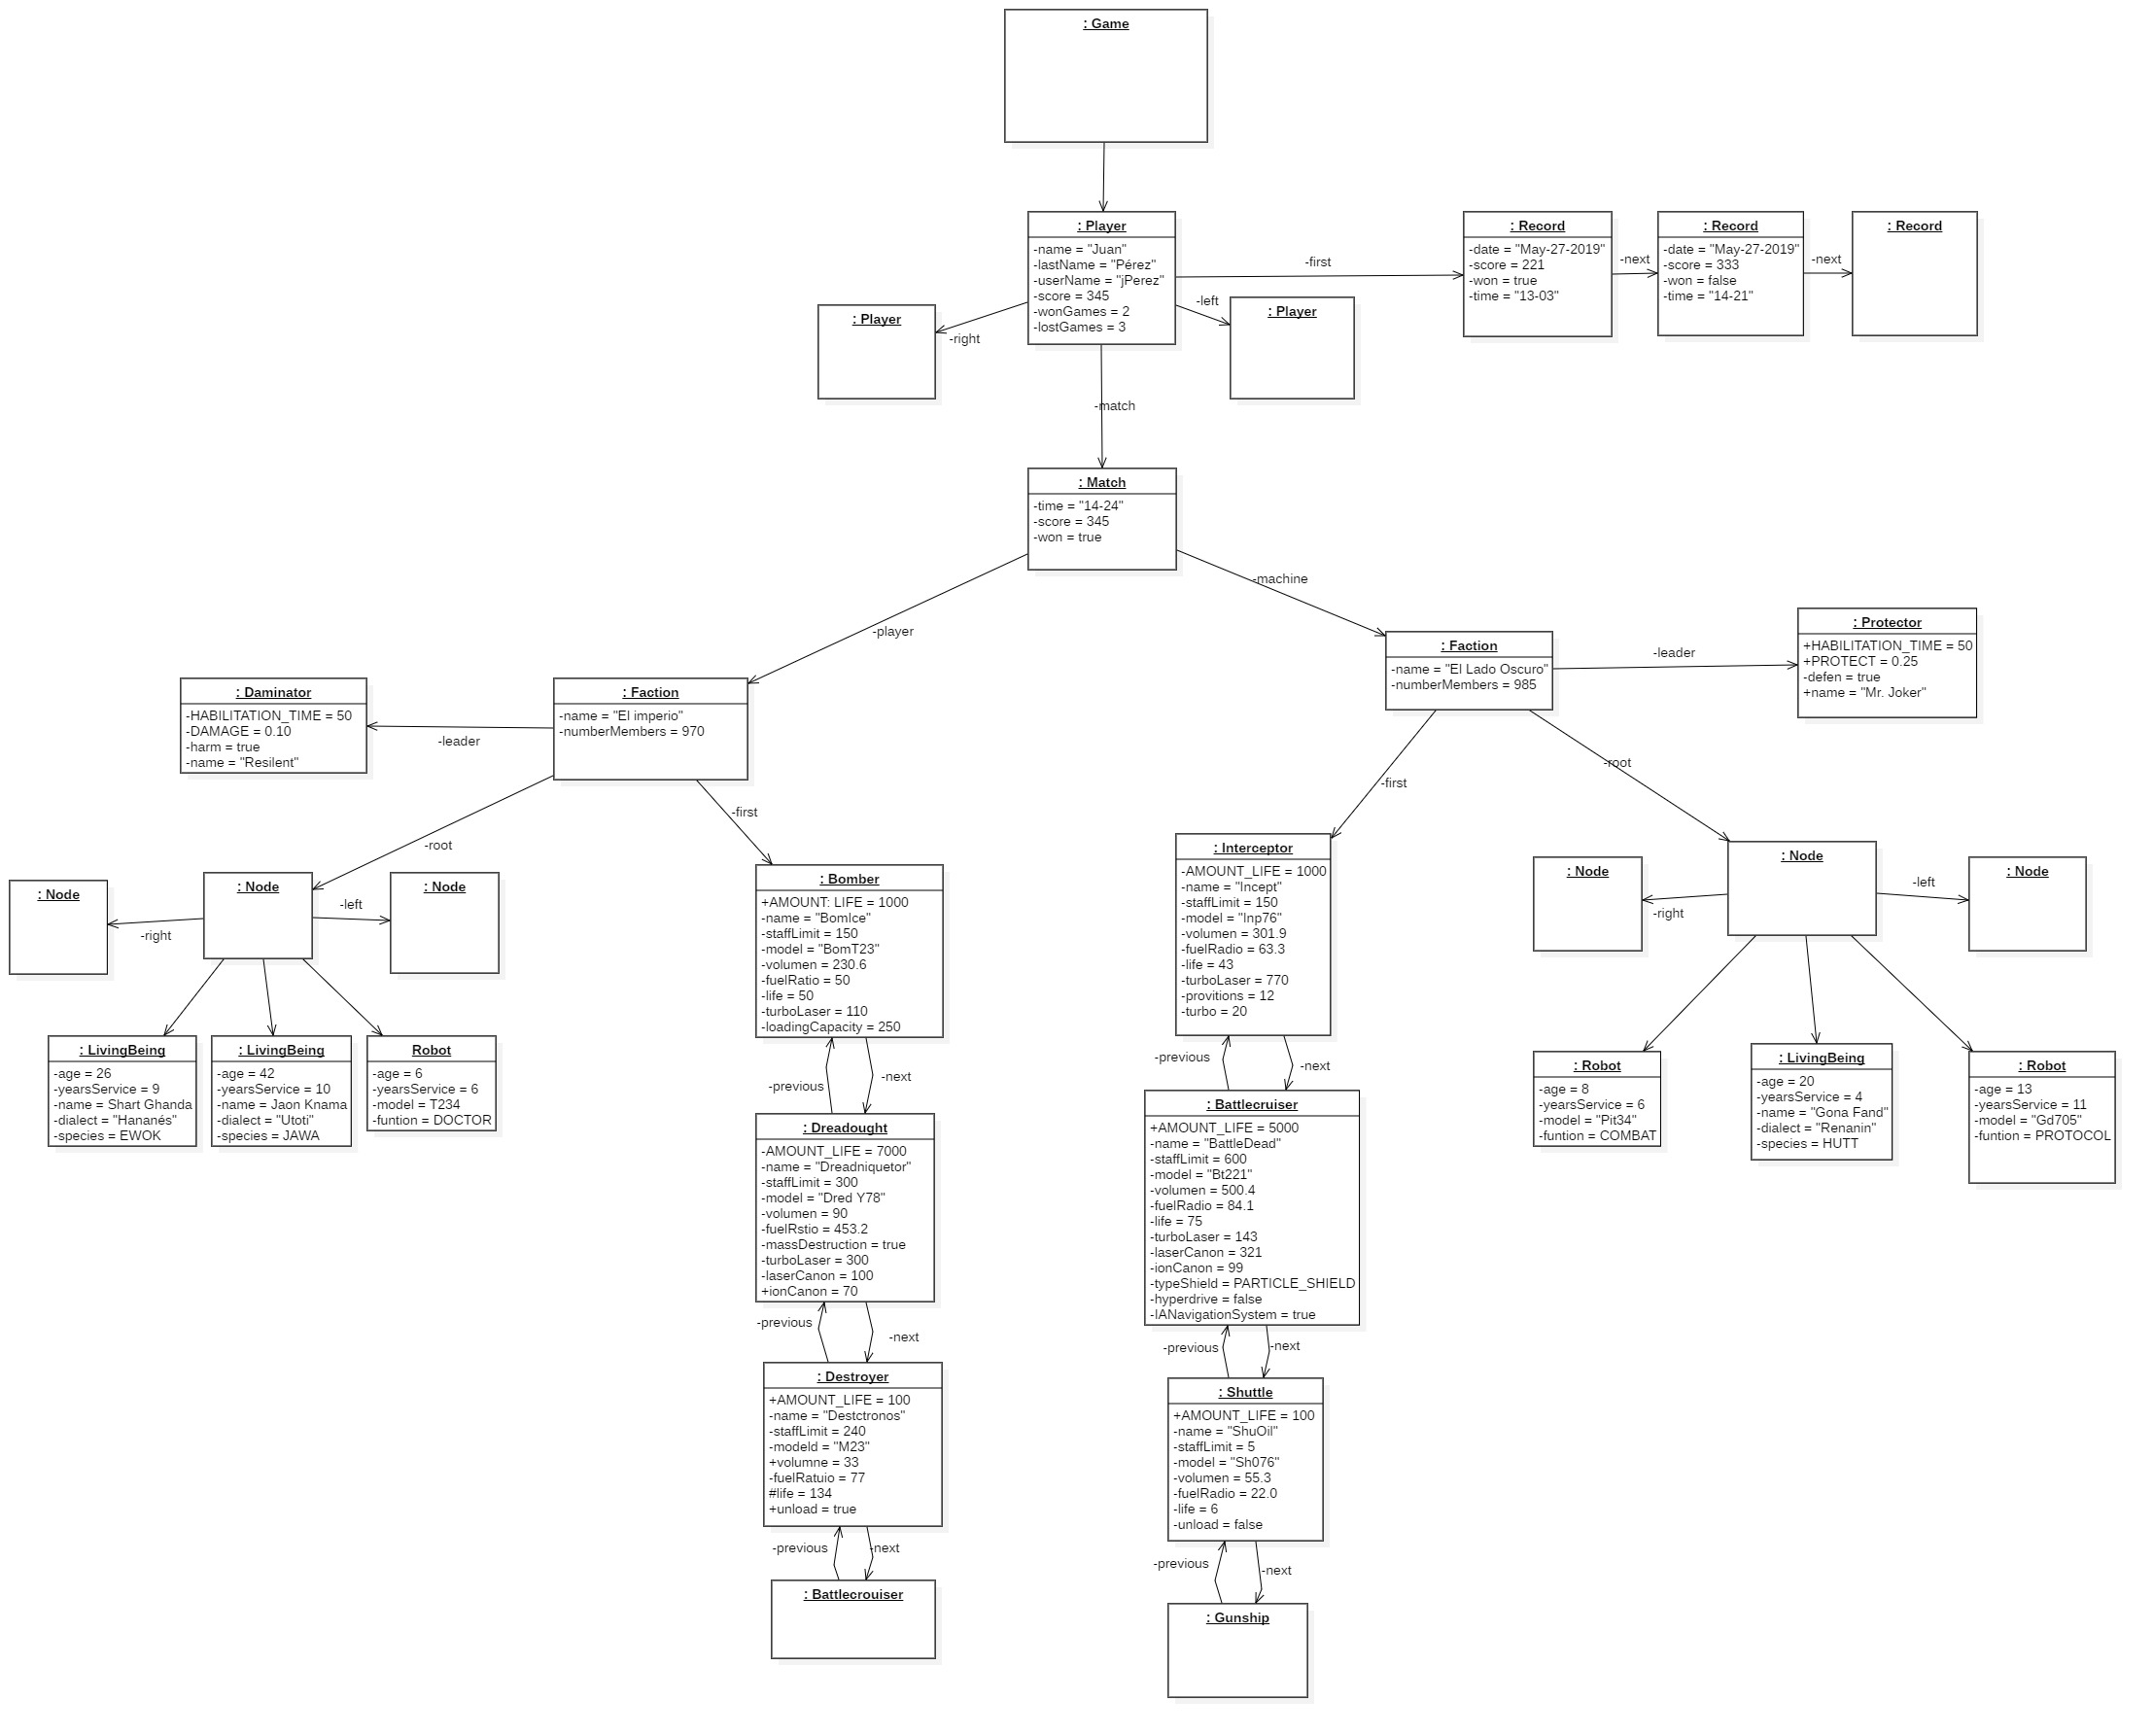 : Game
: Player
-name = "Juan"
-lastName = "Pérez"
-userName = "jPerez"
-score = 345
-wonGames = 2
-lostGames = 3
-first
: Record
-date = "May-27-2019"
-score = 221
-won = true
-time = "13-03"
-next
: Record
-date = "May-27-2019"
-score = 333
-won = false
-time = "14-21"
-next
: Record
: Player
-right
-left
: Player
-match
: Match
-time = "14-24"
-score = 345
-won = true
-player
-machine
: Daminator
-HABILITATION_TIME = 50
-DAMAGE = 0.10
-harm = true
-name = "Resilent"
-leader
: Faction
-name = "El imperio"
-numberMembers = 970
: Faction
-name = "El Lado Oscuro"
-numberMembers = 985
-leader
: Protector
+HABILITATION_TIME = 50
+PROTECT = 0.25
-defen = true
+name = "Mr. Joker"
-root
-first
-first
-root
: Node
-right
: Node
-left
: Node
: LivingBeing
-age = 26
-yearsService = 9
-name = Shart Ghanda
-dialect = "Hananés"
-species = EWOK
: LivingBeing
-age = 42
-yearsService = 10
-name = Jaon Knama
-dialect = "Utoti"
-species = JAWA
Robot
-age = 6
-yearsService = 6
-model = T234
-funtion = DOCTOR
: Bomber
+AMOUNT: LIFE = 1000
-name = "BomIce"
-staffLimit = 150
-model = "BomT23"
-volumen = 230.6
-fuelRatio = 50
-life = 50
-turboLaser = 110
-loadingCapacity = 250
-previous
-next
: Dreadought
-AMOUNT_LIFE = 7000
-name = "Dreadniquetor"
-staffLimit = 300
-model = "Dred Y78"
-volumen = 90
-fuelRstio = 453.2
-massDestruction = true
-turboLaser = 300
-laserCanon = 100
+ionCanon = 70
-previous
-next
: Destroyer
+AMOUNT_LIFE = 100
-name = "Destctronos"
-staffLimit = 240
-modeld = "M23"
+volumne = 33
-fuelRatuio = 77
#life = 134
+unload = true
-previous
-next
: Battlecrouiser
: Interceptor
-AMOUNT_LIFE = 1000
-name = "Incept"
-staffLimit = 150
-model = "Inp76"
-volumen = 301.9
-fuelRadio = 63.3
-life = 43
-turboLaser = 770
-provitions = 12
-turbo = 20
-previous
-next
: Battlecruiser
+AMOUNT_LIFE = 5000
-name = "BattleDead"
-staffLimit = 600
-model = "Bt221"
-volumen = 500.4
-fuelRadio = 84.1
-life = 75
-turboLaser = 143
-laserCanon = 321
-ionCanon = 99
-typeShield = PARTICLE_SHIELD
-hyperdrive = false
-IANavigationSystem = true
-previous
-next
: Shuttle
+AMOUNT_LIFE = 100
-name = "ShuOil"
-staffLimit = 5
-model = "Sh076"
-volumen = 55.3
-fuelRadio = 22.0
-life = 6
-unload = false
-previous
-next
: Gunship
: Node
-right
: Node
-left
: Node
: Robot
-age = 8
-yearsService = 6
-model = "Pit34"
-funtion = COMBAT
: LivingBeing
-age = 20
-yearsService = 4
-name = "Gona Fand"
-dialect = "Renanin"
-species = HUTT
: Robot
-age = 13
-yearsService = 11
-model = "Gd705"
-funtion = PROTOCOL